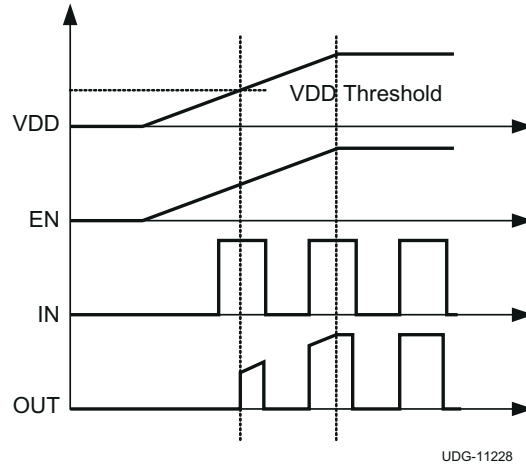 VDD Threshold
VDD
EN
IN
OUT
UDG-11228